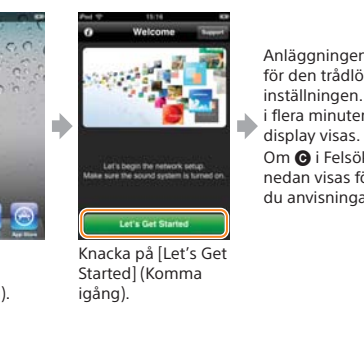 iPod
15:16
Welcome
Support
Let's begin the network setup.
Make sure the sound system is turned on.
Let's Get Started
App Store
).
Knacka på [Let's Get
Started] (Komma
igång).
Anläggningen
för den trådlö
inställningen.
i flera minuter
display visas.
Om C i Felsö
nedan visas fö
du anvisninga